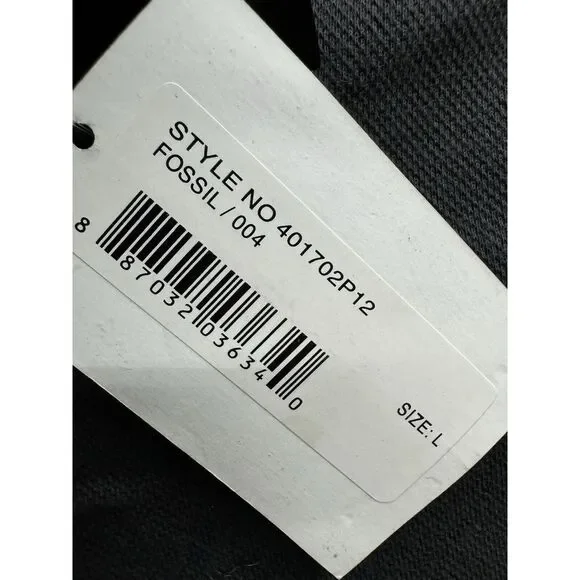 STYLE NO 401702P12
FOSSIL / 004
8 87032 03634 0
SIZE: L